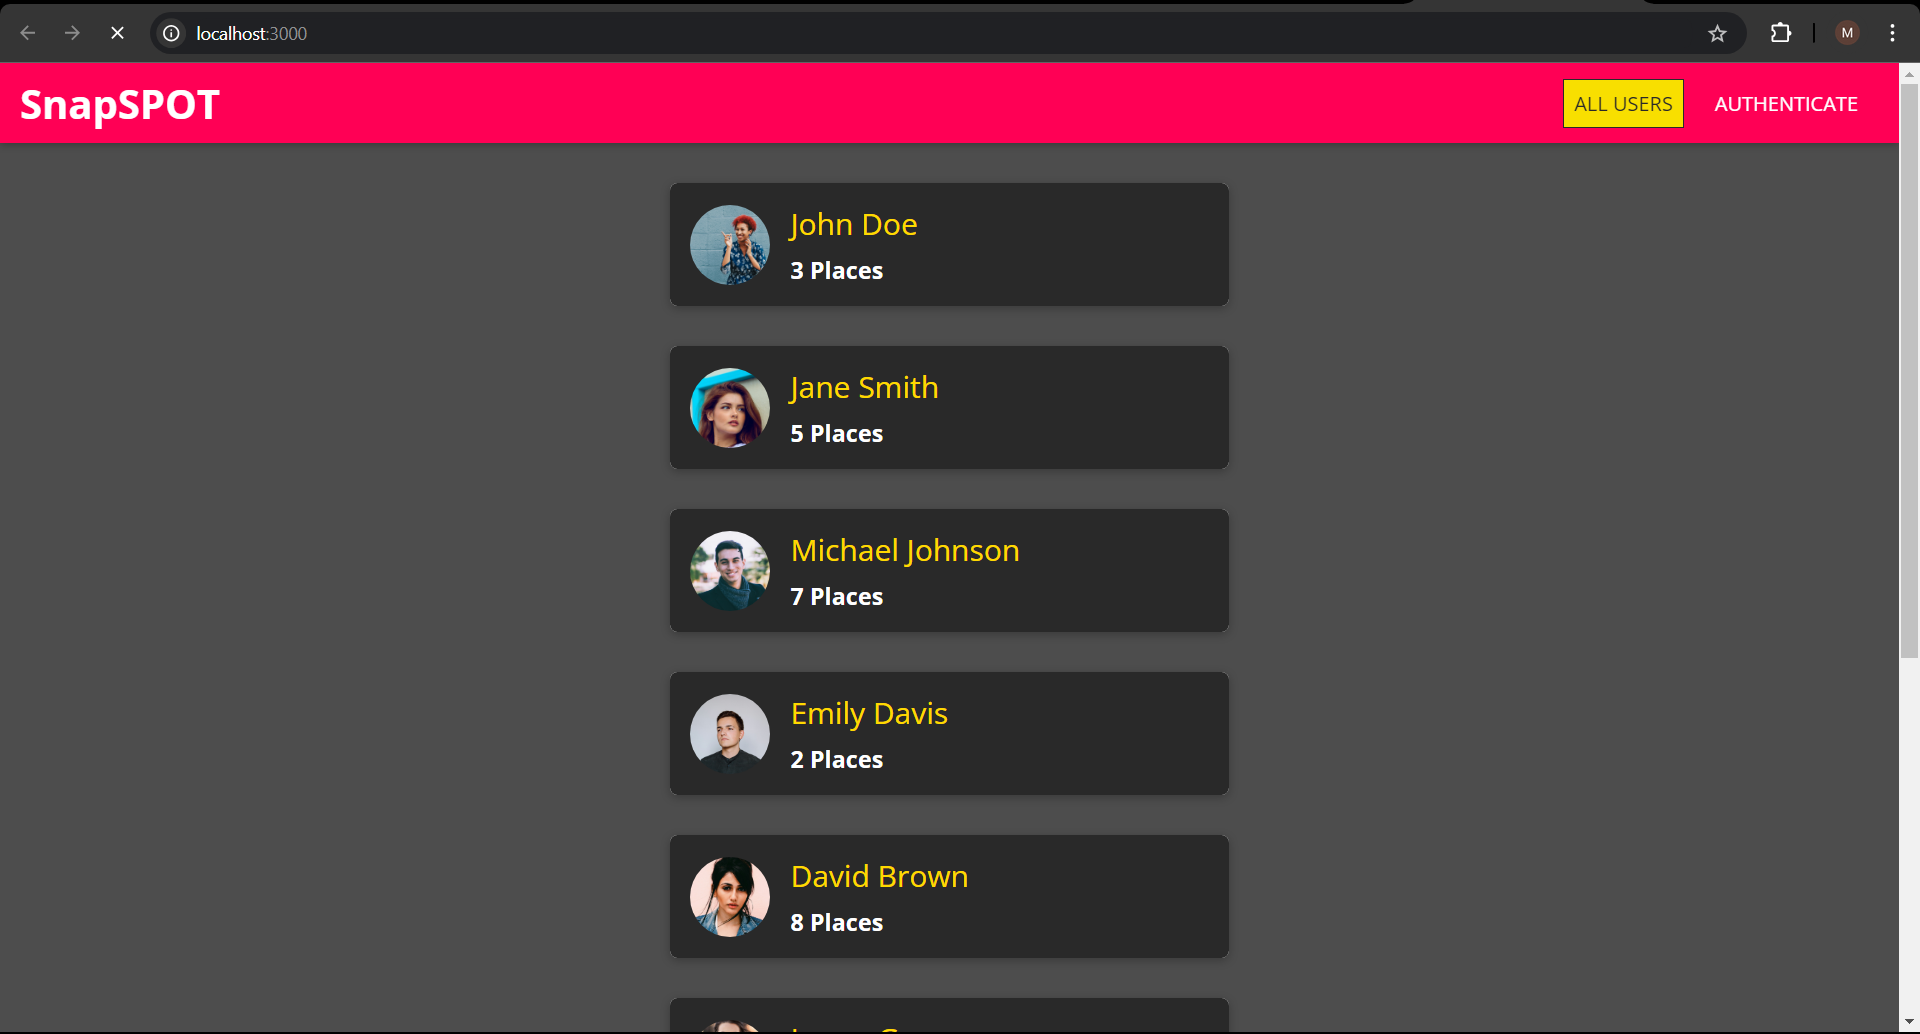 localhost:3000
M
SnapSPOT
ALL USERS
AUTHENTICATE
John Doe
3 Places
Jane Smith
5 Places
Michael Johnson
7 Places
Emily Davis
2 Places
David Brown
8 Places